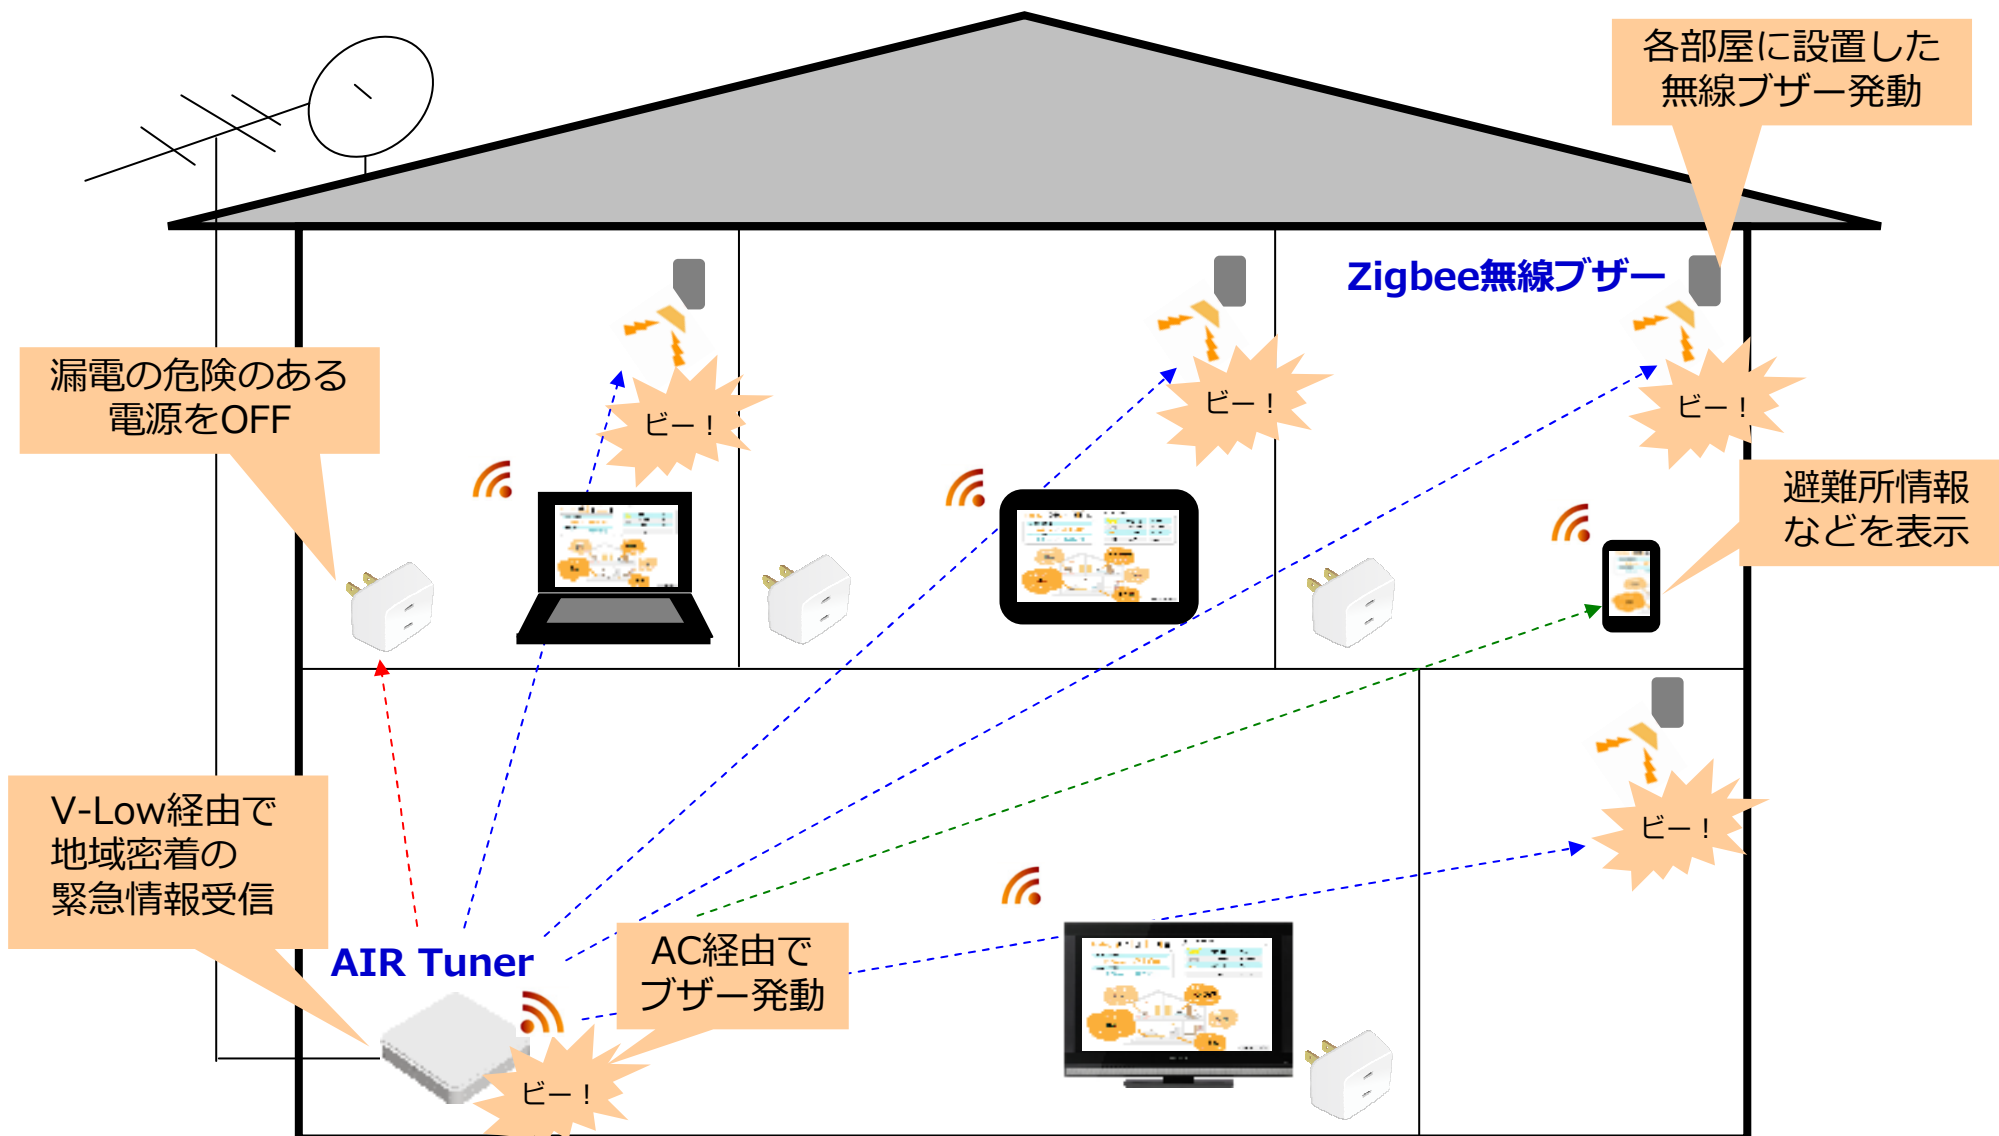 各部屋に設置した
無線ブザー発動
Zigbee無線ブザー
漏電の危険のある
電源をOFF
ビー！
ビー！
ビー！
避難所情報
などを表示
V-Low経由で
地域密着の
緊急情報受信
ビー！
AIR Tuner
AC経由で
ブザー発動
ビー！